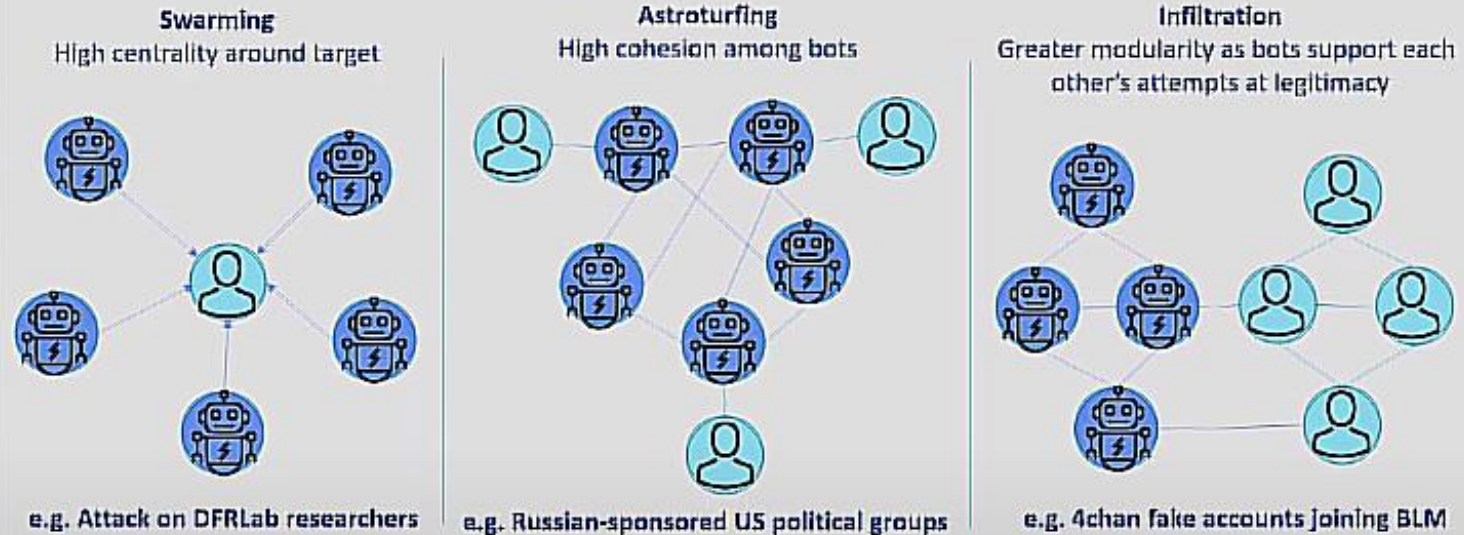 Swarming
High centrality around target
Astroturfing
High cohesion among bots
Infiltration
Greater modularity as bots support each
other's attempts at legitimacy
e.g. Attack on DFRLab researchers
e.g. Russian-sponsored US political groups
e.g. 4chan fake accounts joining BLM